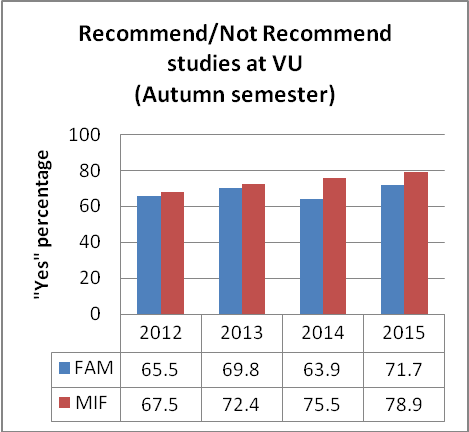 Recommend/Not Recommend
studies at VU
(Autumn semester)
"Yes" percentage
100
80
60
40
20
0
2012 2013 2014 2015
FAM 65.5 69.8 63.9 71.7
MIF 67.5 72.4 75.5 78.9